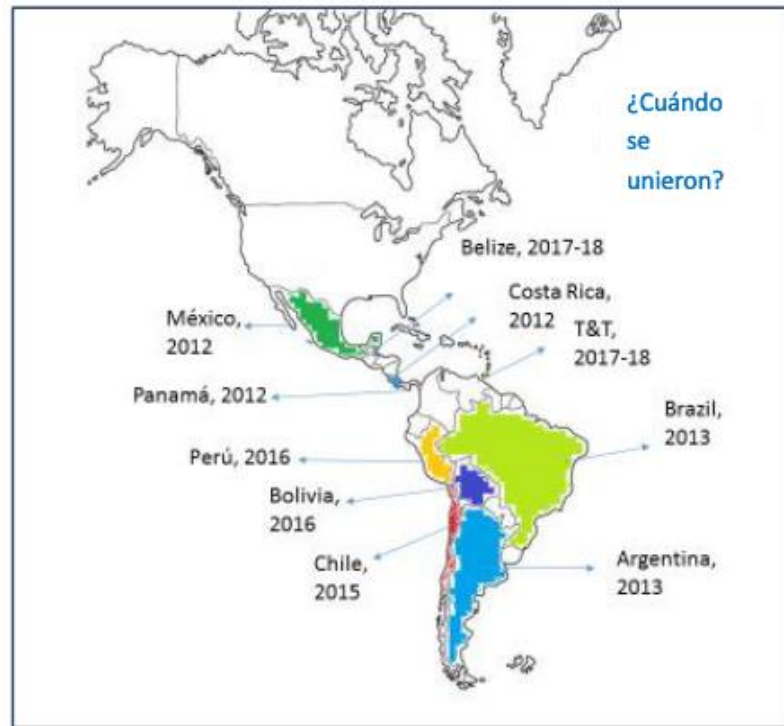 ¿Cuándo
se
unieron?
Belize, 2017-18
Costa Rica,
2012
México,
2012
T&T,
2017-18
Panamá, 2012
Brazil,
2013
Perú, 2016
Bolivia,
2016
Chile,
2015
Argentina,
2013